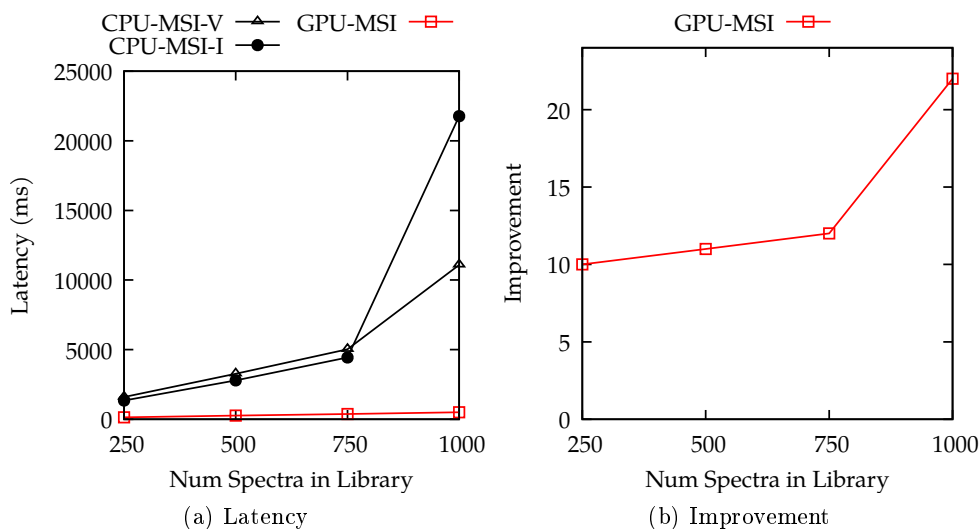 CPU-MSI-V
CPU-MSI-I
GPU-MSI
25000
20000
15000
10000
5000
0
250 500 750 1000
Latency (ms)
Num Spectra in Library
(a) Latency
GPU-MSI
20
15
10
5
0
250 500 750 1000
Improvement
Num Spectra in Library
(b) Improvement